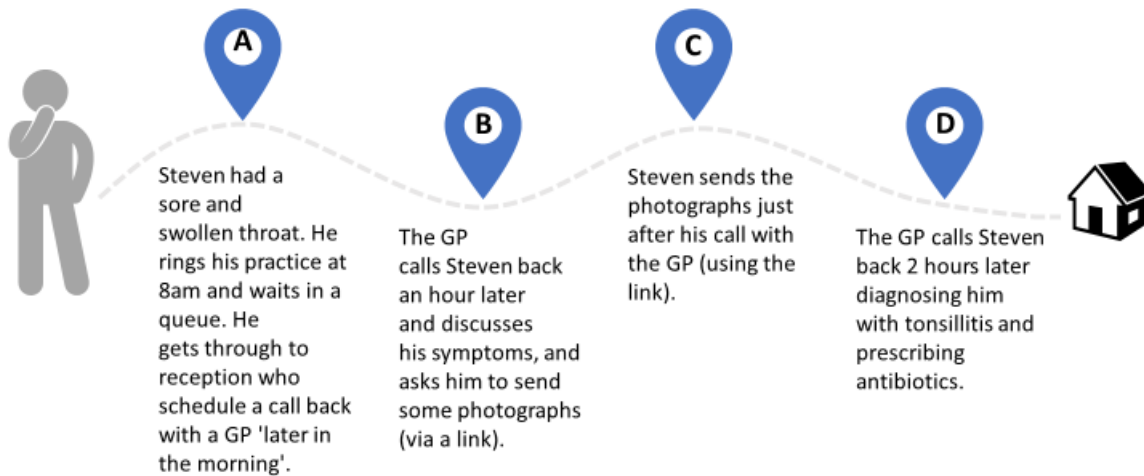 A
Steven had a
sore and
swollen throat. He
rings his practice at
8am and waits in a
queue. He
gets through to
reception who
schedule a call back
with a GP 'later in
the morning'.
B
The GP
calls Steven back
an hour later
and discusses
his symptoms, and
asks him to send
some photographs
(via a link).
C
Steven sends the
photographs just
after his call with
the GP (using the
link).
D
The GP calls Steven
back 2 hours later
diagnosing him
with tonsillitis and
prescribing
antibiotics.